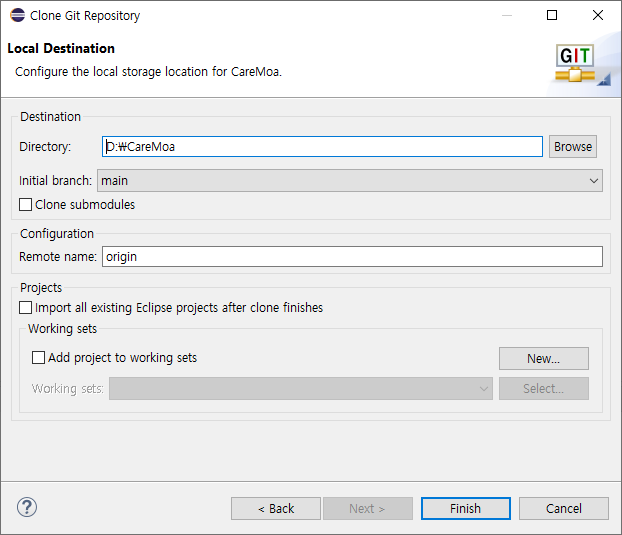 Clone Git Repository
Local Destination
Configure the local storage location for CareMoa.
GIT
Destination
Directory: D:₩CareMoa Browse
Initial branch: main
Clone submodules
Configuration
Remote name: origin
Projects
Import all existing Eclipse projects after clone finishes
Working sets
Add project to working sets New...
Working sets: Select...
? < Back Next > Finish Cancel